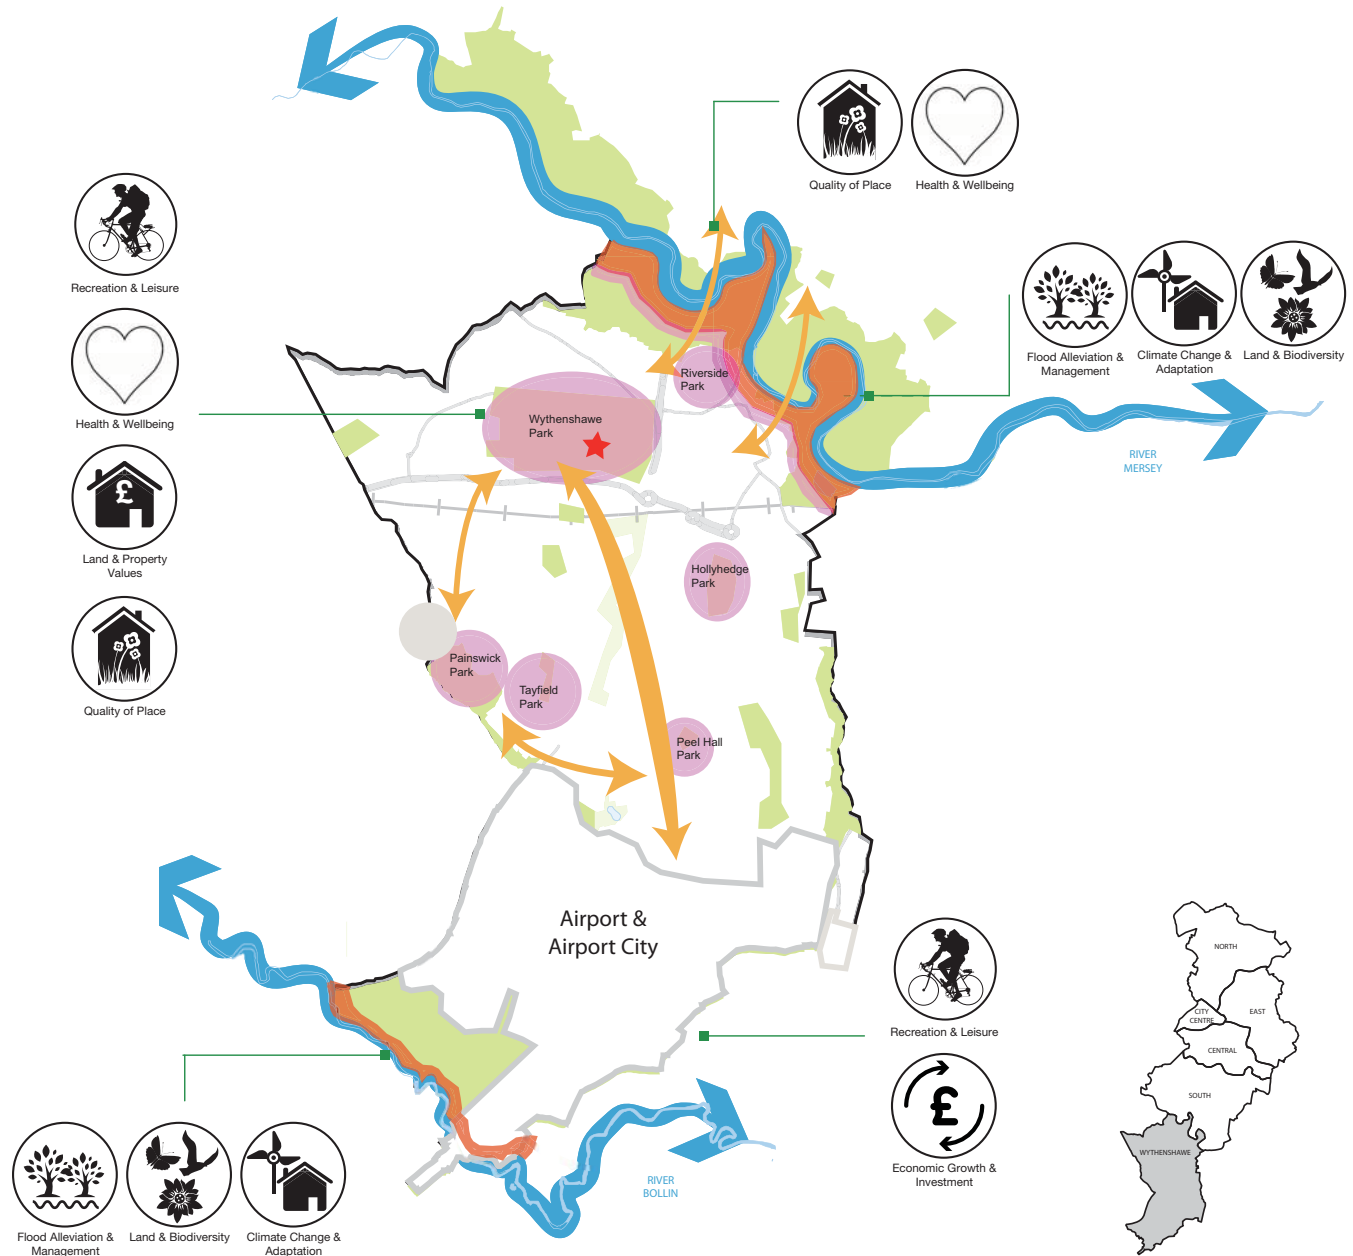 Quality of Place
Health & Wellbeing
Recreation & Leisure
Health & Wellbeing
Land & Property
Values
Quality of Place
Flood Alleviation &
Management
Climate Change &
Adaptation
Land & Biodiversity
Riverside
Park
Wythenshawe
Park
RIVER
MERSEY
Hollyhedge
Park
Painswick
Park
Tayfield
Park
Peel Hall
Park
Airport &
Airport City
Recreation & Leisure
£
Economic Growth &
Investment
£
RIVER
BOLLIN
Flood Alleviation &
Management
Land & Biodiversity
Climate Change &
Adaptation
NORTH
CITY
CENTRE
EAST
CENTRAL
SOUTH
WYTHENSHAWE